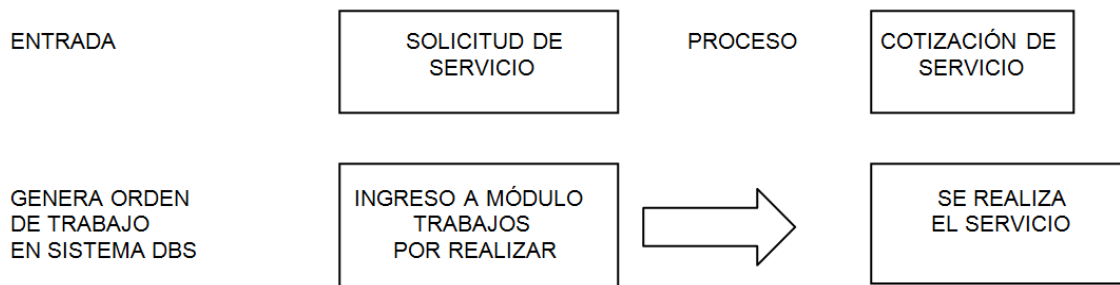 ENTRADA
SOLICITUD DE
SERVICIO
PROCESO
COTIZACIÓN DE
SERVICIO
GENERA ORDEN
DE TRABAJO
EN SISTEMA DBS
INGRESO A MÓDULO
TRABAJOS
POR REALIZAR
SE REALIZA
EL SERVICIO